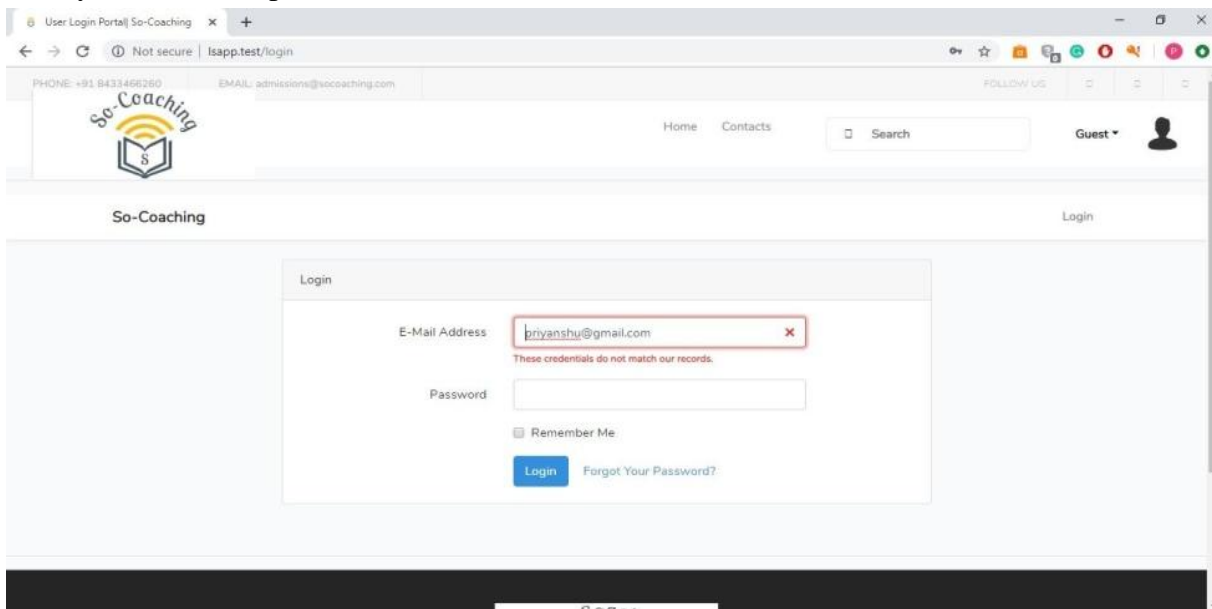 User Login Portal| So-Coaching
Not secure | lsapp.test/login
PHONE: +91 8433466260 EMAIL: admissions@socoaching.com FOLLOW US
So-Coaching
S
Home Contacts Search Guest
So-Coaching Login
Login
E-Mail Address priyanshu@gmail.com
These credentials do not match our records.
Password
Remember Me
Login Forgot Your Password?